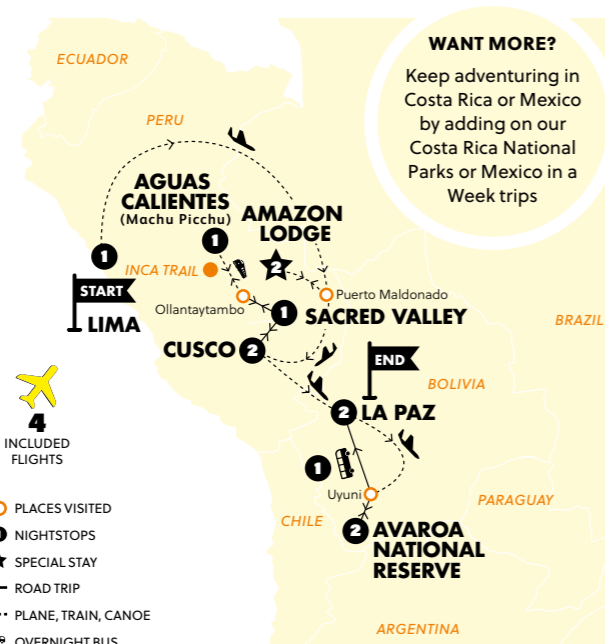 WANT MORE?
Keep adventuring in
Costa Rica or Mexico
by adding on our
Costa Rica National
Parks or Mexico in a
Week trips
ECUADOR
PERU
AGUAS
CALIENTES
(Machu Picchu)
1
AMAZON
LODGE
2
1
INCA TRAIL
START
LIMA
Ollantaytambo
Puerto Maldonado
1
SACRED VALLEY
BRAZIL
CUSCO
2
END
BOLIVIA
2
LA PAZ
4
INCLUDED
FLIGHTS
1
Uyuni
PARAGUAY
CHILE
2
AVAROA
NATIONAL
RESERVE
ARGENTINA
PLACES VISITED
NIGHTSTOPS
SPECIAL STAY
ROAD TRIP
PLANE, TRAIN, CANOE
OVERNIGHT BUS